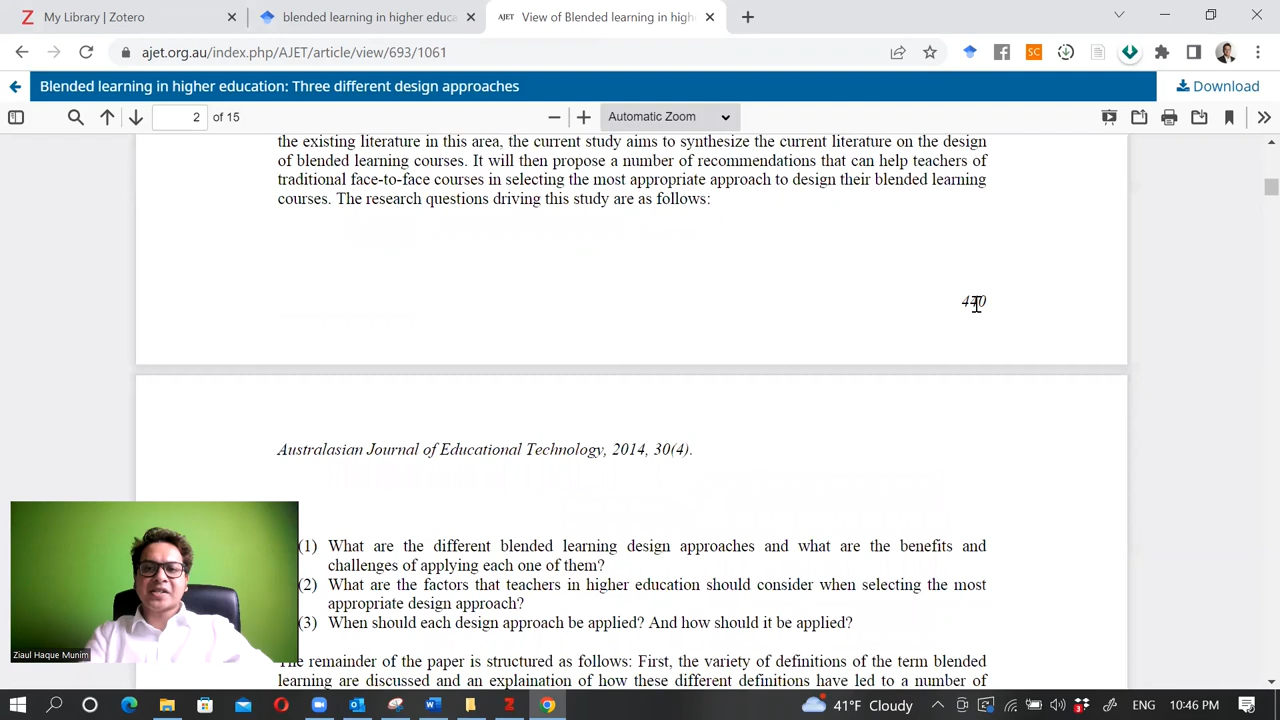 My Library | Zotero
blended learning in higher educa
AJET View of Blended learning in high
ajet.org.au/index.php/AJET/article/view/693/1061
SC
Blended learning in higher education: Three different design approaches
Download
2 of 15
Automatic Zoom
the existing literature in this area, the current study aims to synthesize the current literature on the design
of blended learning courses. It will then propose a number of recommendations that can help teachers of
traditional face-to-face courses in selecting the most appropriate approach to design their blended learning
courses. The research questions driving this study are as follows:
440
Australasian Journal of Educational Technology, 2014, 30(4).
(1) What are the different blended learning design approaches and what are the benefits and
challenges of applying each one of them?
(2) What are the factors that teachers in higher education should consider when selecting the most
appropriate design approach?
(3) When should each design approach be applied? And how should it be applied?
The remainder of the paper is structured as follows: First, the variety of definitions of the term blended
learning are discussed and an explanation of how these different definitions have led to a number of
Ziaul Haque Munim
41°F Cloudy
ENG
10:46 PM